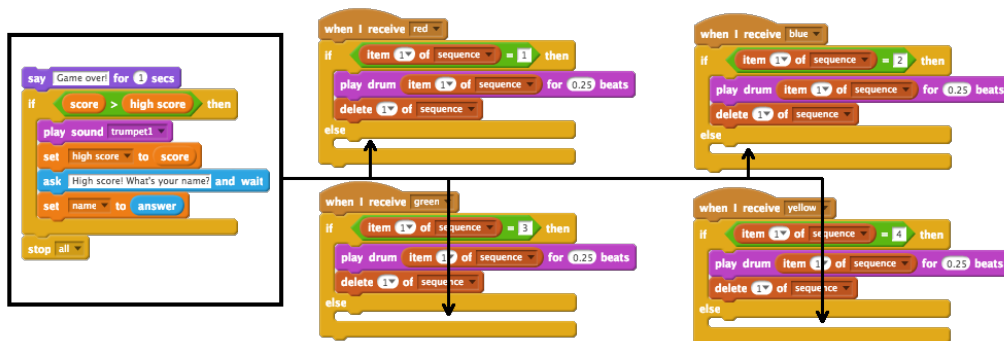 say Game over! for 1 secs
if score > high score then
play sound trumpet1
set high score to score
ask High score! What's your name? and wait
set name to answer
stop all
when I receive red
if item 1 of sequence = 1 then
play drum item 1 of sequence for 0.25 beats
delete 1 of sequence
else
when I receive blue
if item 1 of sequence = 2 then
play drum item 1 of sequence for 0.25 beats
delete 1 of sequence
else
when I receive green
if item 1 of sequence = 3 then
play drum item 1 of sequence for 0.25 beats
delete 1 of sequence
else
when I receive yellow
if item 1 of sequence = 4 then
play drum item 1 of sequence for 0.25 beats
delete 1 of sequence
else